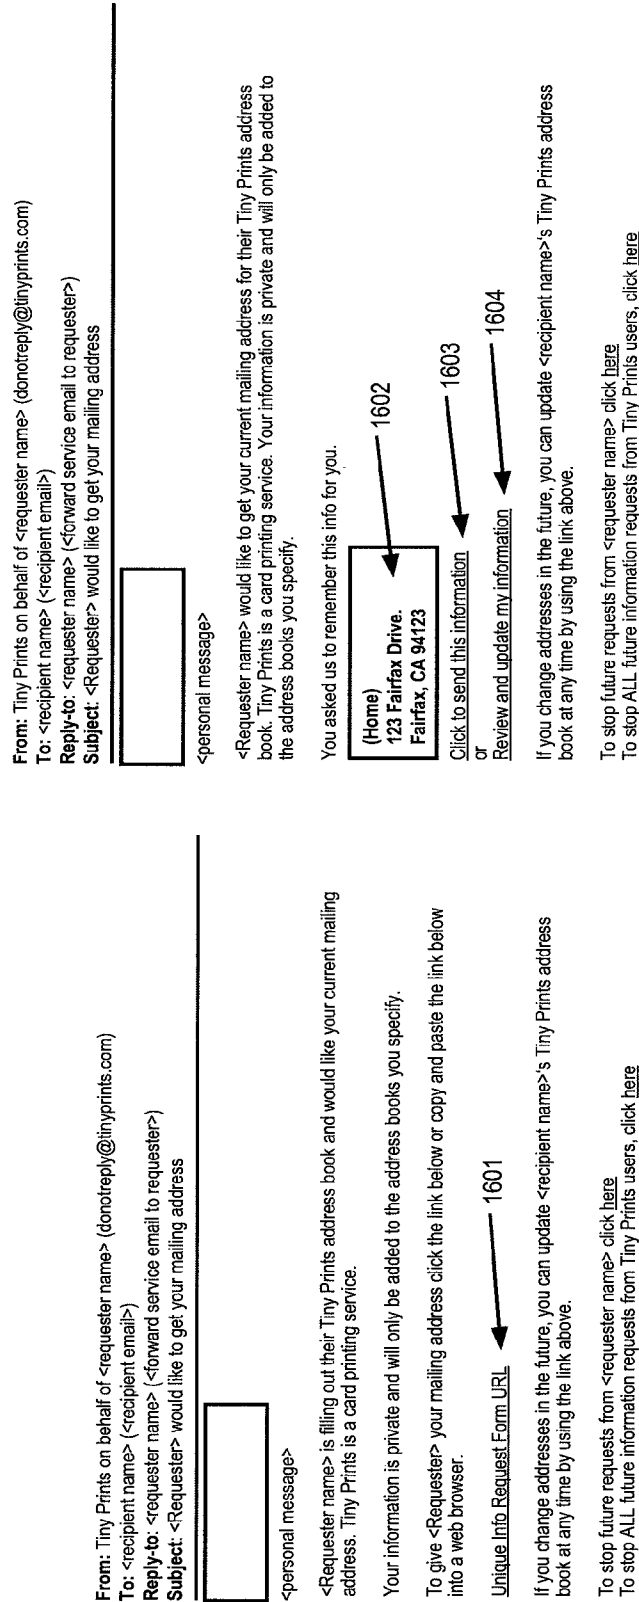 From: Tiny Prints on behalf of <requester name> (donotreply@tinyprints.com)
To: <recipient name> (<recipient email>)
Reply-to: <requester name> (<forward service email to requester>)
Subject: <Requester> would like to get your mailing address
<personal message>
<Requester name> is filling out their Tiny Prints address book and would like your current mailing
address. Tiny Prints is a card printing service.
Your information is private and will only be added to the address books you specify.
To give <Requester> your mailing address click the link below or copy and paste the link below
into a web browser.
Unique Info Request Form URL
1601
If you change addresses in the future, you can update <recipient name>'s Tiny Prints address
book at any time by using the link above.
To stop future requests from <requester name> click here
To stop ALL future information requests from Tiny Prints users, click here
From: Tiny Prints on behalf of <requester name> (donotreply@tinyprints.com)
To: <recipient name> (<recipient email>)
Reply-to: <requester name> (<forward service email to requester>)
Subject: <Requester> would like to get your mailing address
<personal message>
<Requester name> would like to get your current mailing address for their Tiny Prints address
book. Tiny Prints is a card printing service. Your information is private and will only be added to
the address books you specify.
You asked us to remember this info for you.
(Home)
123 Fairfax Drive.
Fairfax, CA 94123
1602
Click to send this information
1603
or
Review and update my information
1604
If you change addresses in the future, you can update <recipient name>'s Tiny Prints address
book at any time by using the link above.
To stop future requests from <requester name> click here
To stop ALL future information requests from Tiny Prints users, click here